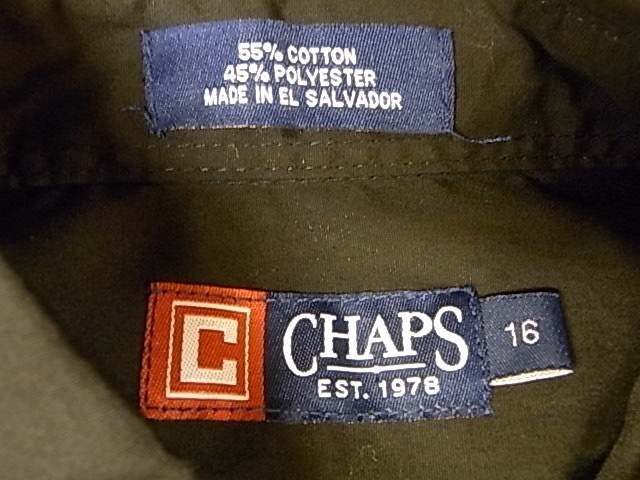 55% COTTON
45% POLYESTER
MADE IN EL SALVADOR
C
CHAPS
EST. 1978
16